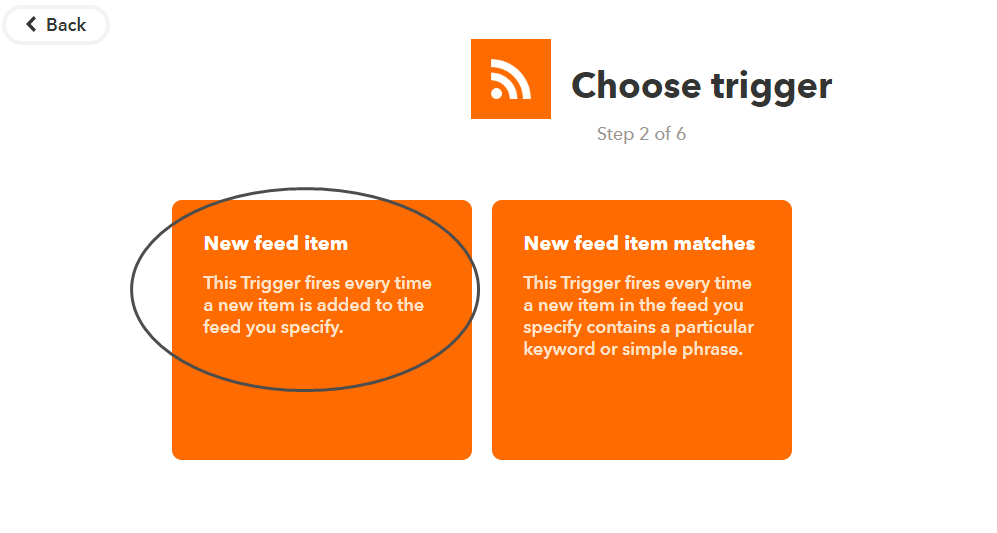 Back
Choose trigger
Step 2 of 6
New feed item
This Trigger fires every time
a new item is added to the
feed you specify.
New feed item matches
This Trigger fires every time
a new item in the feed you
specify contains a particular
keyword or simple phrase.